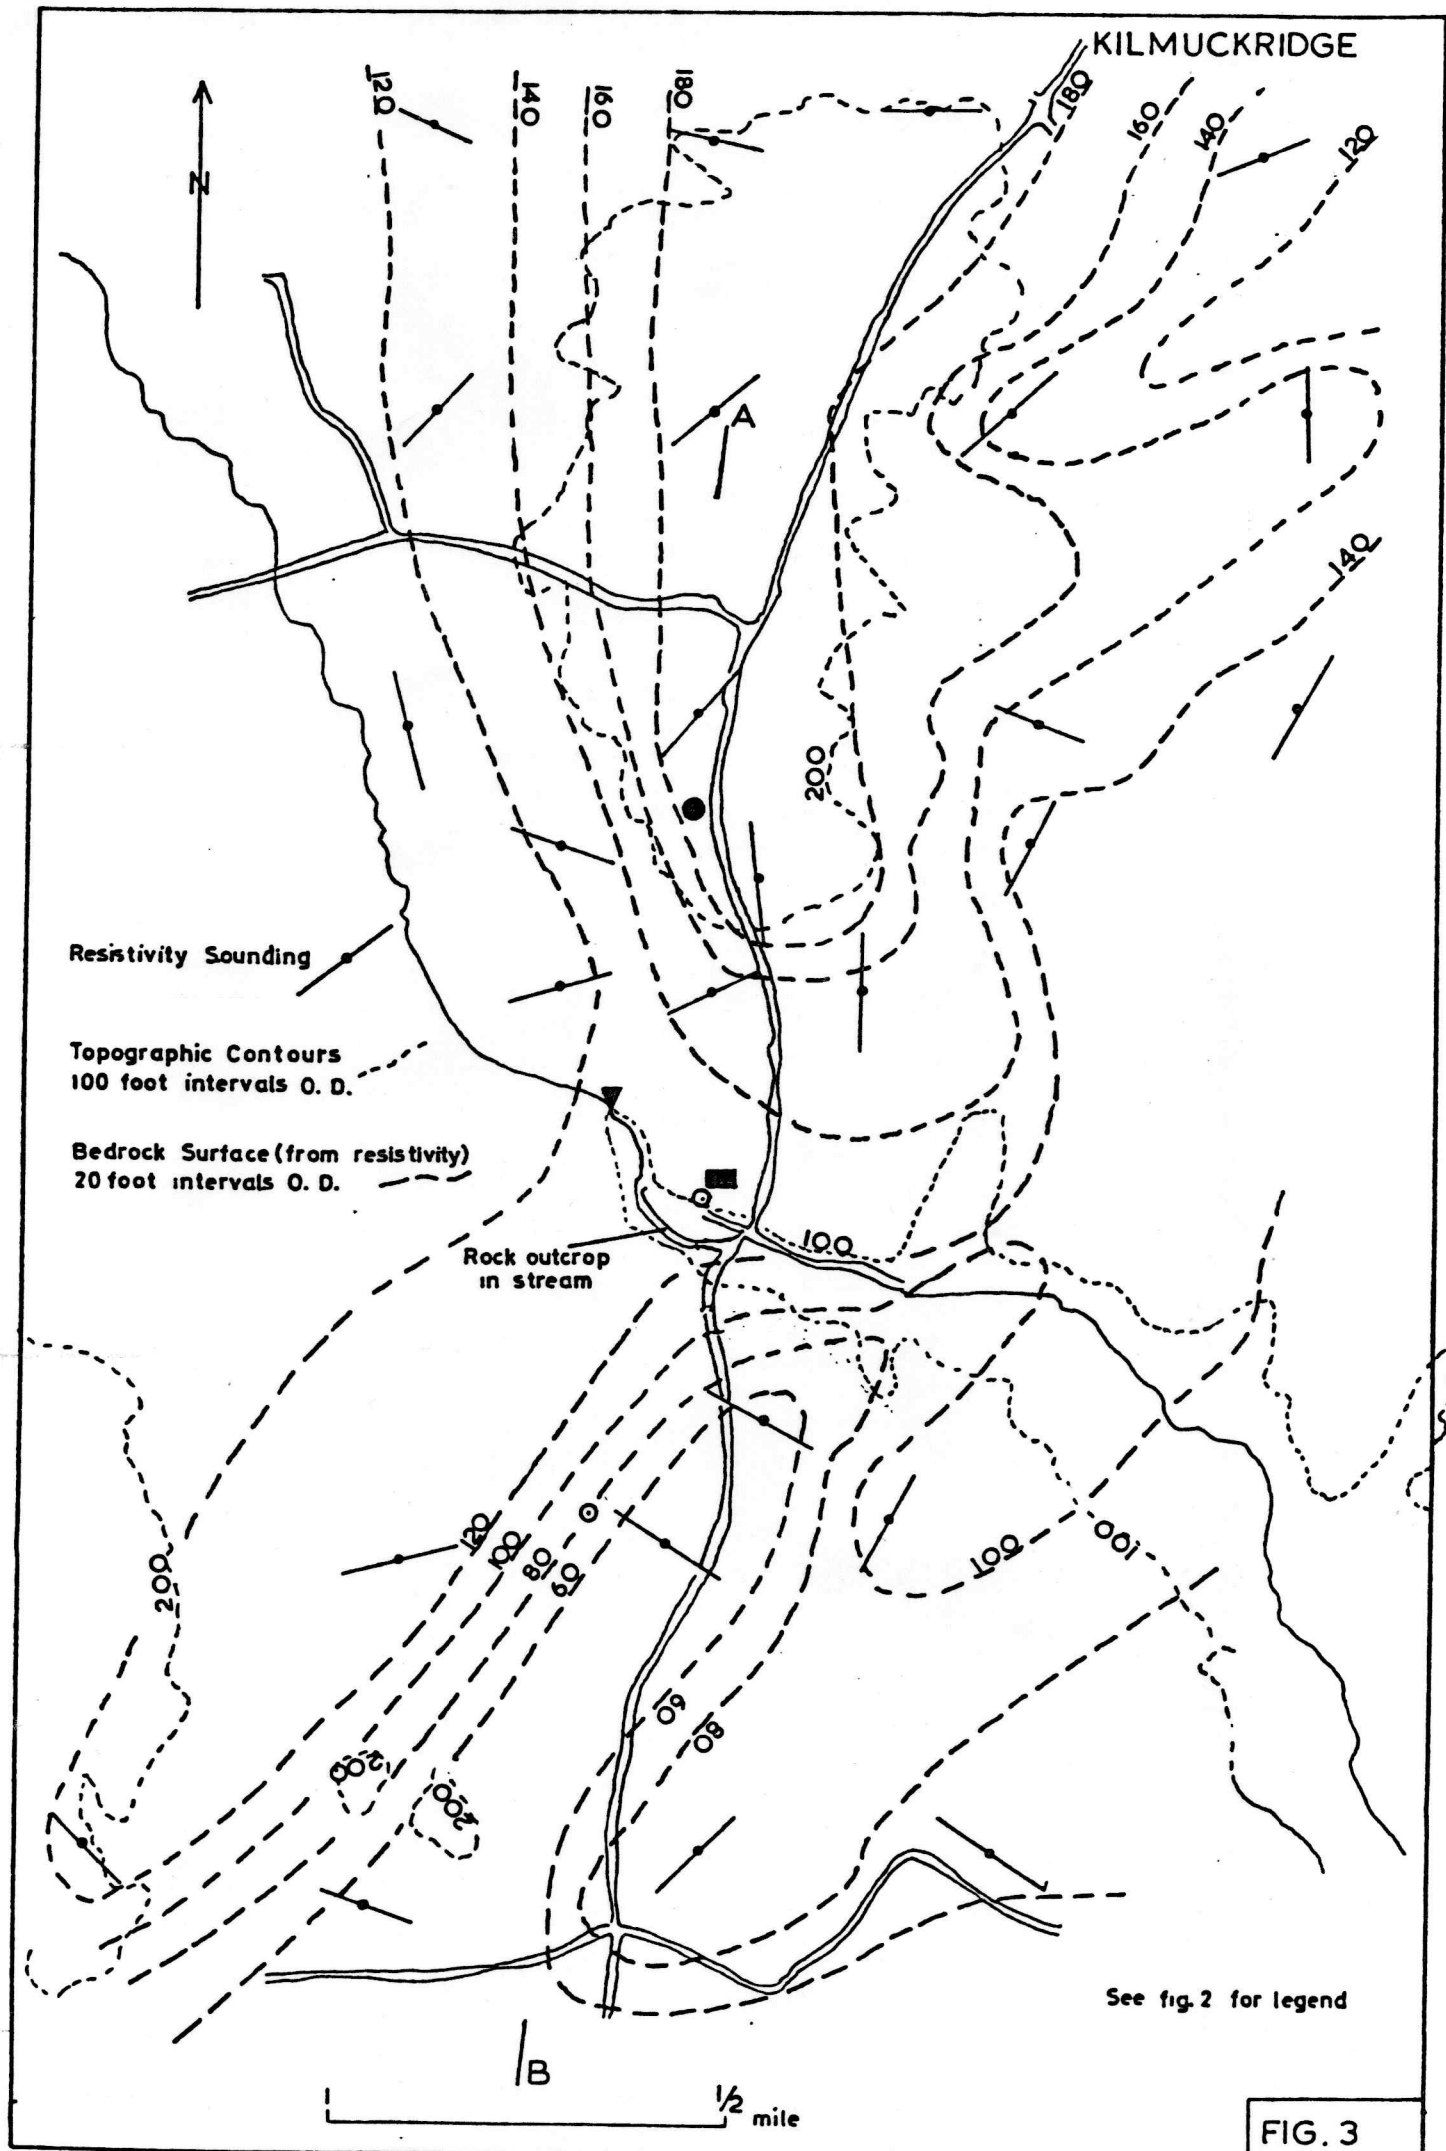 KILMUCKRIDGE
120
140
160
180
180
160
140
120
N
A
140
200
Resistivity Sounding
Topographic Contours
100 foot intervals O. D.
Bedrock Surface (from resistivity)
20 foot intervals O. D.
Rock outcrop
in stream
100
120
100
80
60
100
100
200
60
80
200
200
See fig. 2 for legend
B
1/2 mile
FIG. 3